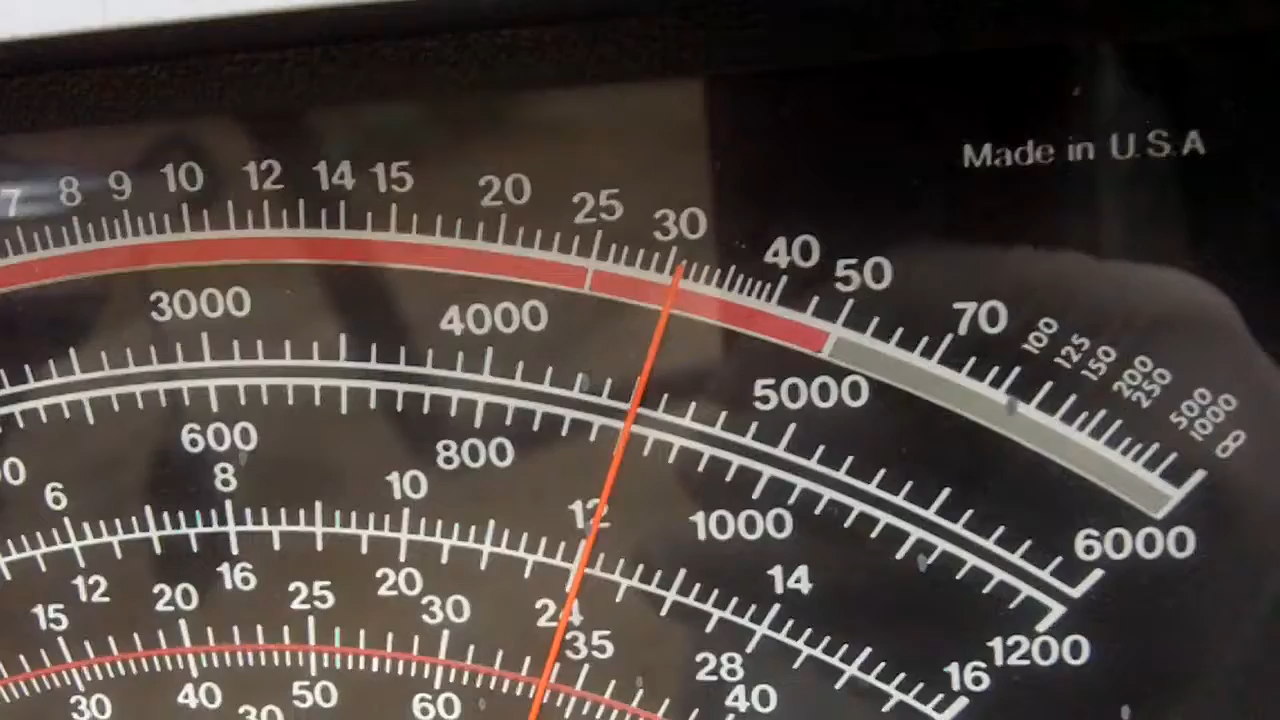 Made in U.S.A
7 8 9 10 12 14 15 20 25 30 40 50 70 100 125 150 200 250 500 1000 ∞
3000 4000 5000 6000
600 800 1000 1200
6 8 10 12 14 16
12 16 20 24 28
15 20 25 30 35 40
30 40 50 60